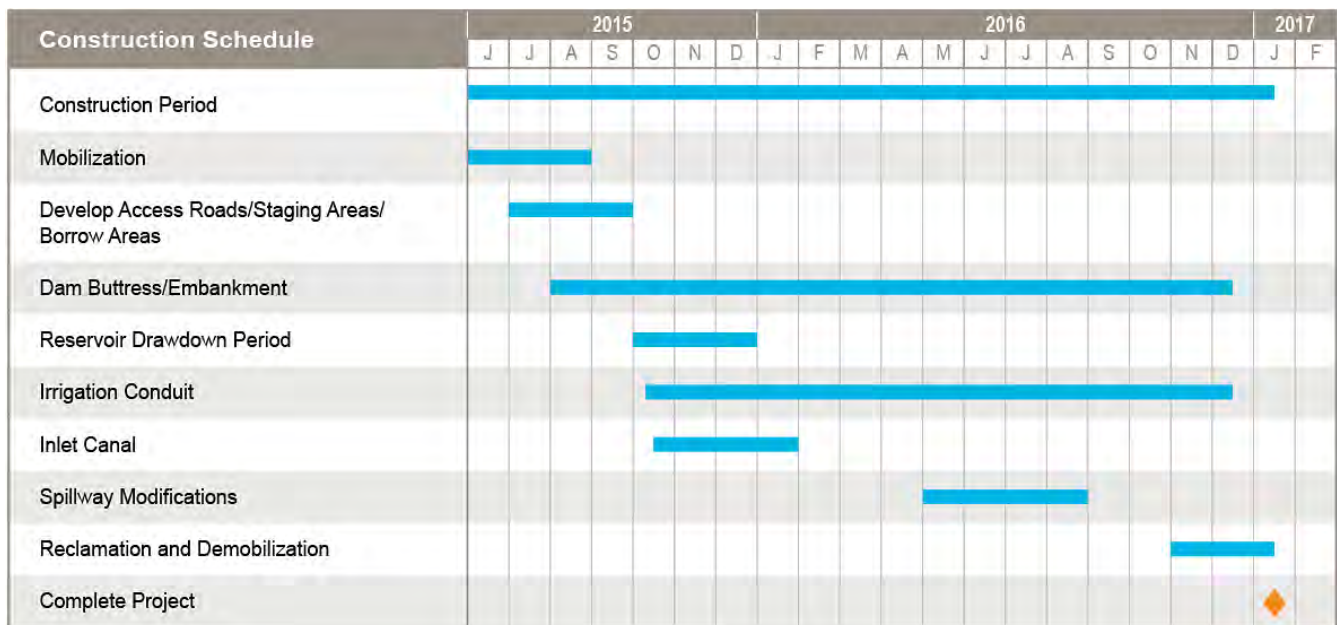 Construction Schedule
2015 2016 2017
J J A S O N D J F M A M J J A S O N D J F
Construction Period
Mobilization
Develop Access Roads/Staging Areas/
Borrow Areas
Dam Buttress/Embankment
Reservoir Drawdown Period
Irrigation Conduit
Inlet Canal
Spillway Modifications
Reclamation and Demobilization
Complete Project